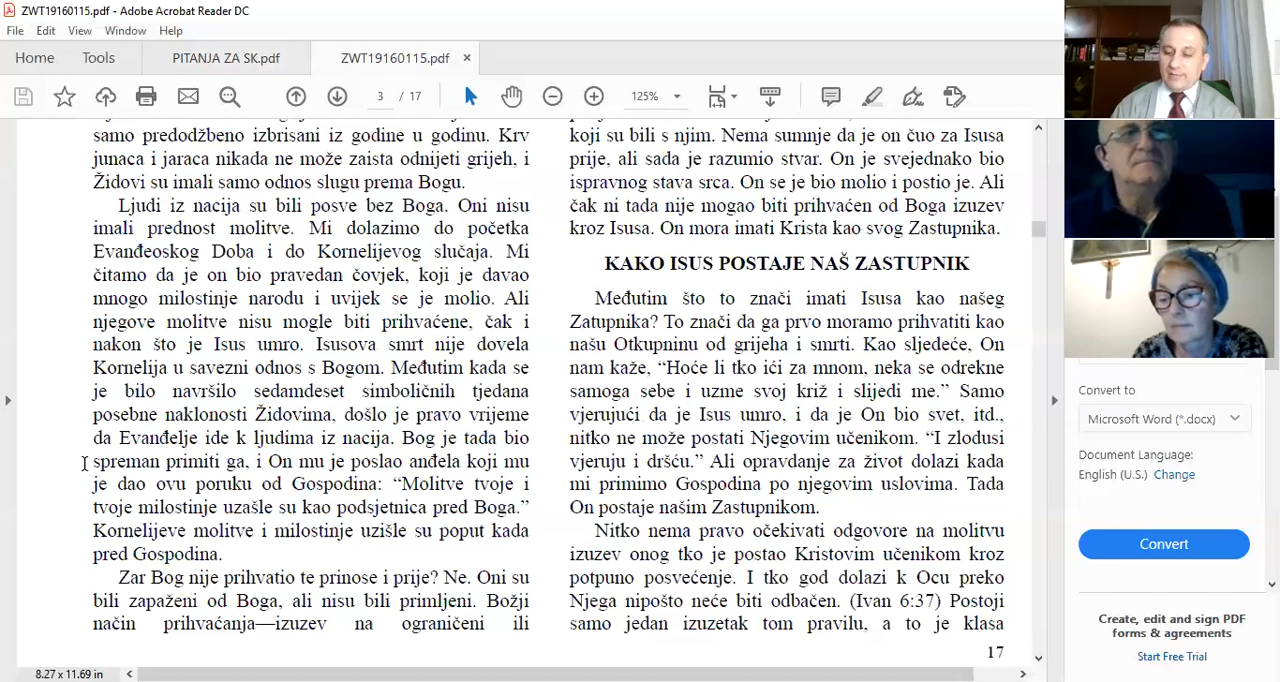 ZWT19160115.pdf - Adobe Acrobat Reader DC
File Edit View Window Help
Home Tools PITANJA ZA SK.pdf ZWT19160115.pdf ×
3 / 17 125%
samo predodžbeno izbrisani iz godine u godinu. Krv
junaca i jaraca nikada ne može zaista odnijeti grijeh, i
Židovi su imali samo odnos slugu prema Bogu.
Ljudi iz nacija su bili posve bez Boga. Oni nisu
imali prednost molitve. Mi dolazimo do početka
Evanđeoskog Doba i do Kornelijevog slučaja. Mi
čitamo da je on bio pravedan čovjek, koji je davao
mnogo milostinje narodu i uvijek se je molio. Ali
njegove molitve nisu mogle biti prihvaćene, čak i
nakon što je Isus umro. Isusova smrt nije dovela
Kornelija u savezni odnos s Bogom. Međutim kada se
je bilo navršilo sedamdeset simboličnih tjedana
posebne naklonosti Židovima, došlo je pravo vrijeme
da Evanđelje ide k ljudima iz nacija. Bog je tada bio
spreman primiti ga, i On mu je poslao anđela koji mu
je dao ovu poruku od Gospodina: “Molitve tvoje i
tvoje milostinje uzašle su kao podsjetnica pred Boga.”
Kornelijeve molitve i milostinje uzišle su poput kada
pred Gospodina.
Zar Bog nije prihvatio te prinose i prije? Ne. Oni su
bili zapaženi od Boga, ali nisu bili primljeni. Božji
način prihvaćanja—izuzev na ograničeni ili
koji su bili s njim. Nema sumnje da je on čuo za Isusa
prije, ali sada je razumio stvar. On je svejednako bio
ispravnog stava srca. On se je bio molio i postio je. Ali
čak ni tada nije mogao biti prihvaćen od Boga izuzev
kroz Isusa. On mora imati Krista kao svog Zastupnika.
KAKO ISUS POSTAJE NAŠ ZASTUPNIK
Međutim što to znači imati Isusa kao našeg
Zatupnika? To znači da ga prvo moramo prihvatiti kao
našu Otkupninu od grijeha i smrti. Kao sljedeće, On
nam kaže, “Hoće li tko ići za mnom, neka se odrekne
samoga sebe i uzme svoj križ i slijedi me.” Samo
vjerujući da je Isus umro, i da je On bio svet, itd.,
nitko ne može postati Njegovim učenikom. “I zlodusi
vjeruju i dršću.” Ali opravdanje za život dolazi kada
mi primimo Gospodina po njegovim uslovima. Tada
On postaje našim Zastupnikom.
Nitko nema pravo očekivati odgovore na molitvu
izuzev onog tko je postao Kristovim učenikom kroz
potpuno posvećenje. I tko god dolazi k Ocu preko
Njega nipošto neće biti odbačen. (Ivan 6:37) Postoji
samo jedan izuzetak tom pravilu, a to je klasa
17
8.27 x 11.69 in
Convert to
Microsoft Word (*.docx)
Document Language:
English (U.S.) Change
Convert
Create, edit and sign PDF
forms & agreements
Start Free Trial